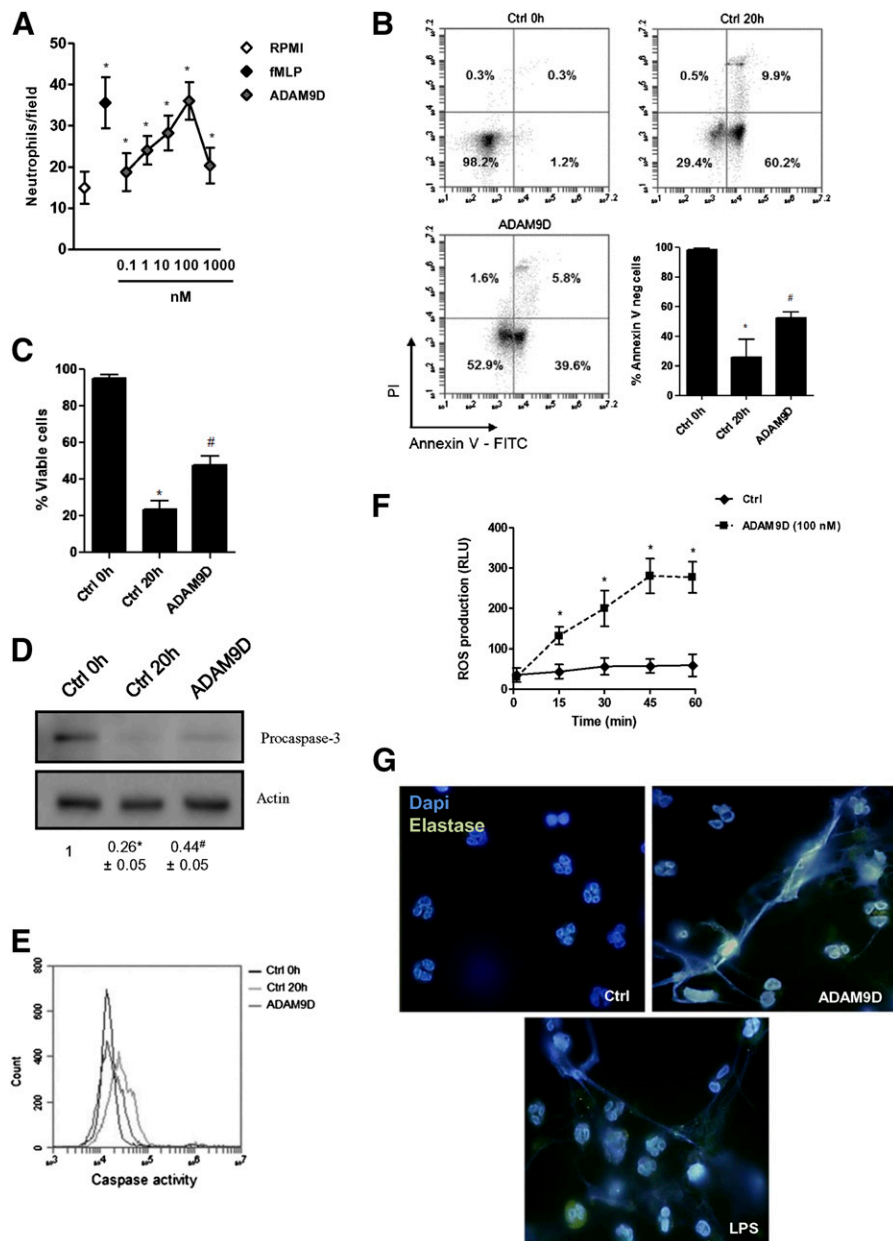 A
RPMI
fMLP
ADAM9D
Neutrophils/field
50
40
30
20
10
0
* * * * * *
0.1 1 10 100 1000
nM
B
Ctrl 0h
0.3% 0.3%
98.2% 1.2%
Ctrl 20h
0.5% 9.9%
29.4% 60.2%
ADAM9D
1.6% 5.8%
52.9% 39.6%
PI
Annexin V - FITC
% Annexin V neg cells
100
80
60
40
20
0
*
#
Ctrl 0h
Ctrl 20h
ADAM9D
C
% Viable cells
100
80
60
40
20
0
*
#
Ctrl 0h
Ctrl 20h
ADAM9D
D
Ctrl 0h
Ctrl 20h
ADAM9D
Procaspase-3
Actin
1 0.26* 0.44#
± 0.05 ± 0.05
E
Ctrl 0h
Ctrl 20h
ADAM9D
Count
800
600
400
200
0
Caspase activity
F
Ctrl
ADAM9D (100 nM)
ROS production (RLU)
400
300
200
100
0
* * * *
0 15 30 45 60
Time (min)
G
Dapi
Elastase
Ctrl
ADAM9D
LPS